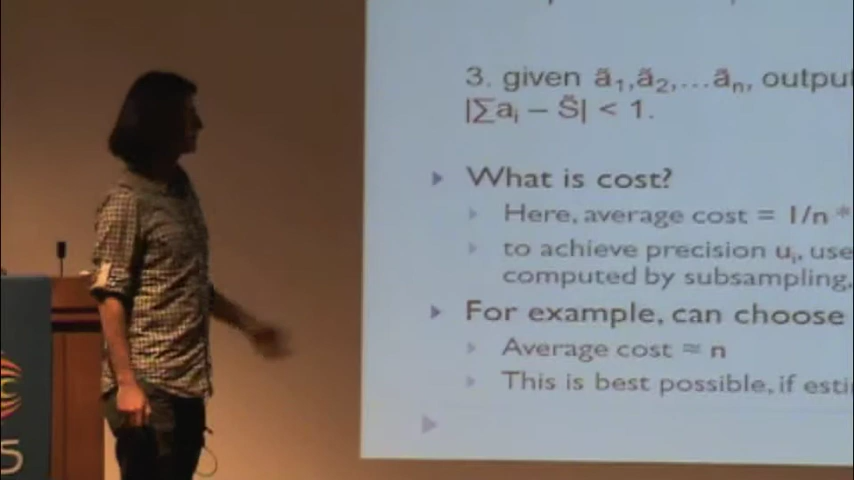 3. given ã₁,ã₂,…ãₙ, output
|∑aᵢ – S̃| < 1.
What is cost?
Here, average cost = 1/n *
to achieve precision uᵢ, use
computed by subsampling,
For example, can choose
Average cost ≈ n
This is best possible, if esti
5